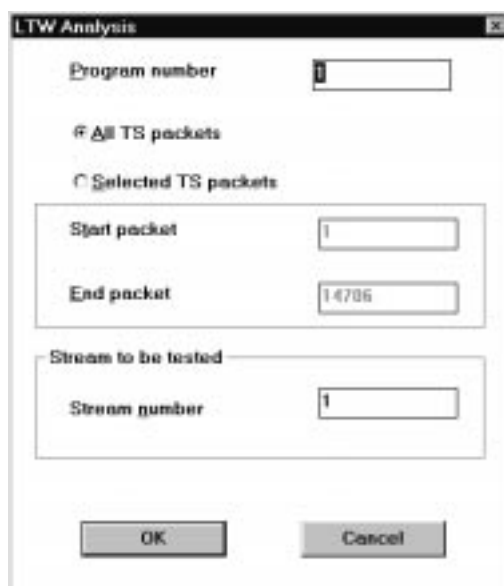 LTW Analysis
Program number 1
All TS packets
Selected TS packets
Start packet 1
End packet 14706
Stream to be tested
Stream number 1
OK Cancel